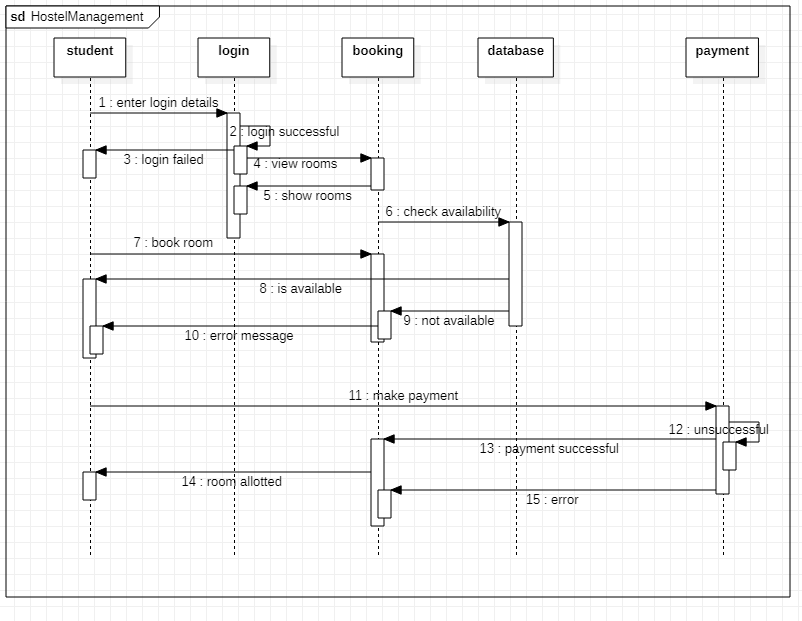 sd HostelManagement
student
login
booking
database
payment
1 : enter login details
2 : login successful
3 : login failed
4 : view rooms
5 : show rooms
6 : check availability
7 : book room
8 : is available
9 : not available
10 : error message
11 : make payment
12 : unsuccessful
13 : payment successful
14 : room allotted
15 : error